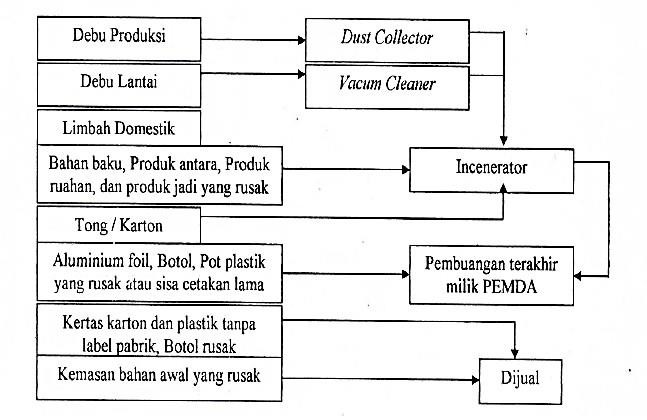 Debu Produksi
Dust Collector
Debu Lantai
Vacum Cleaner
Limbah Domestik
Bahan baku, Produk antara, Produk
ruahan, dan produk jadi yang rusak
Incenerator
Tong / Karton
Aluminium foil, Botol, Pot plastik
yang rusak atau sisa cetakan lama
Pembuangan terakhir
milik PEMDA
Kertas karton dan plastik tanpa
label pabrik, Botol rusak
Kemasan bahan awal yang rusak
Dijual